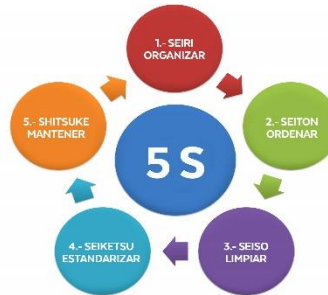 1.- SEIRI
ORGANIZAR
2.- SEITON
ORDENAR
3.- SEISO
LIMPIAR
4.- SEIKETSU
ESTANDARIZAR
5.- SHITSUKE
MANTENER
5 S